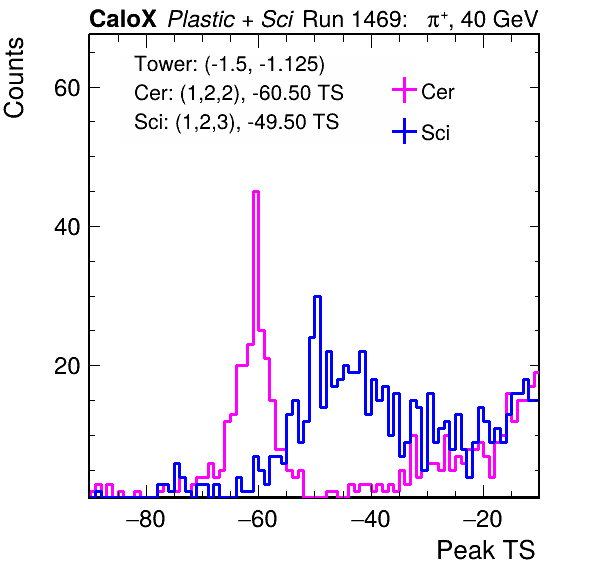 CaloX Plastic + Sci Run 1469: π⁺, 40 GeV
Counts
Tower: (-1.5, -1.125)
Cer: (1,2,2), -60.50 TS
Sci: (1,2,3), -49.50 TS
Cer
Sci
60
40
20
−80 −60 −40 −20
Peak TS